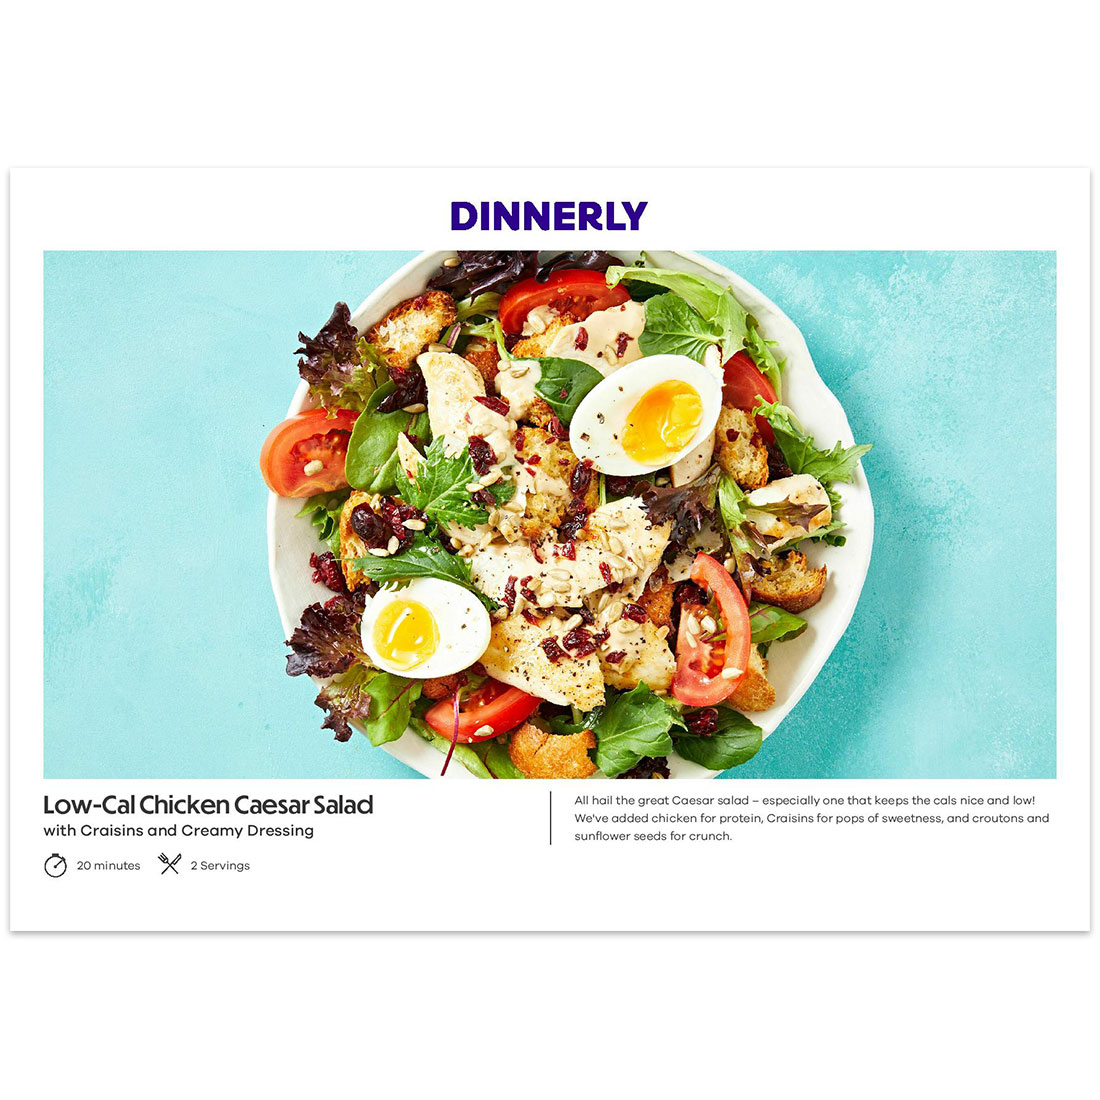 DINNERLY
Low-Cal Chicken Caesar Salad
with Craisins and Creamy Dressing
20 minutes
2 Servings
All hail the great Caesar salad – especially one that keeps the cals nice and low!
We've added chicken for protein, Craisins for pops of sweetness, and croutons and
sunflower seeds for crunch.